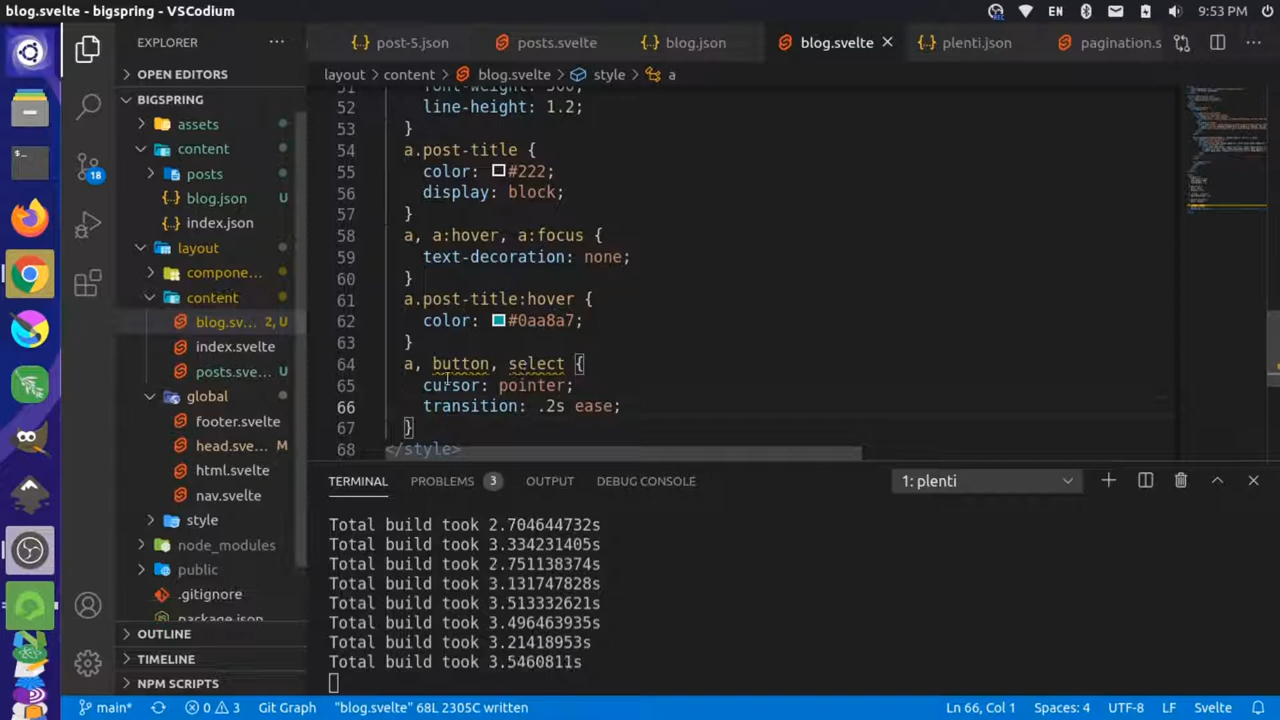 blog.svelte - bigspring - VSCodium
EN
9:53 PM
EXPLORER
post-5.json
posts.svelte
blog.json
blog.svelte
plenti.json
pagination.s
OPEN EDITORS
BIGSPRING
assets
content
posts
blog.json U
index.json
layout
compone...
content
blog.sv... 2, U
index.svelte
posts.sve... U
global
footer.svelte
head.sve... M
html.svelte
nav.svelte
style
node_modules
public
.gitignore
package.json
OUTLINE
TIMELINE
NPM SCRIPTS
18
layout > content > blog.svelte > style > a
51 font-weight: 500;
52 line-height: 1.2;
53 }
54 a.post-title {
55 color: #222;
56 display: block;
57 }
58 a, a:hover, a:focus {
59 text-decoration: none;
60 }
61 a.post-title:hover {
62 color: #0aa8a7;
63 }
64 a, button, select {
65 cursor: pointer;
66 transition: .2s ease;
67 }
68 </style>
TERMINAL PROBLEMS 3 OUTPUT DEBUG CONSOLE
1: plenti
Total build took 2.704644732s
Total build took 3.334231405s
Total build took 2.751138374s
Total build took 3.131747828s
Total build took 3.513332621s
Total build took 3.496463935s
Total build took 3.21418953s
Total build took 3.5460811s
main* 0 3 Git Graph "blog.svelte" 68L 2305C written Ln 66, Col 1 Spaces: 4 UTF-8 LF Svelte